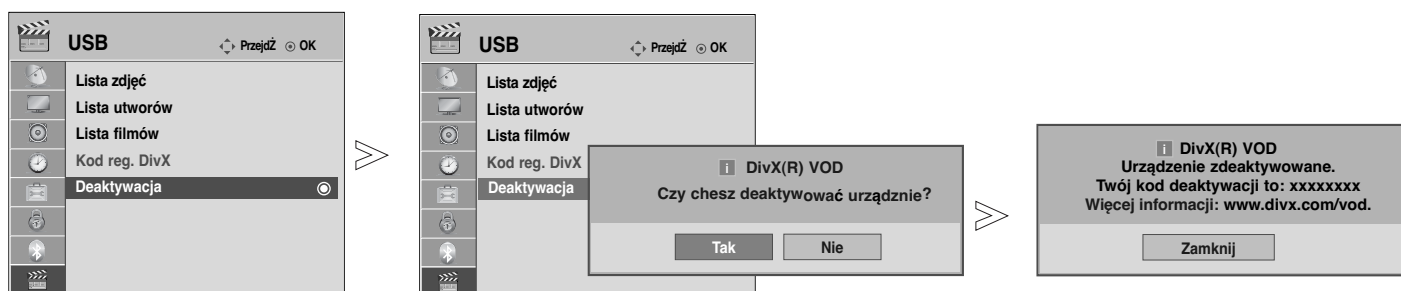 USB PrzejdŻ OK
Lista zdjęć
Lista utworów
Lista filmów
Kod reg. DivX
Deaktywacja
USB PrzejdŻ OK
Lista zdjęć
Lista utworów
Lista filmów
Kod reg. DivX
Deaktywacja
i DivX(R) VOD
Czy chesz deaktywować urządznie?
Tak Nie
i DivX(R) VOD
Urządzenie zdeaktywowane.
Twój kod deaktywacji to: xxxxxxxx
Więcej informacji: www.divx.com/vod.
Zamknij